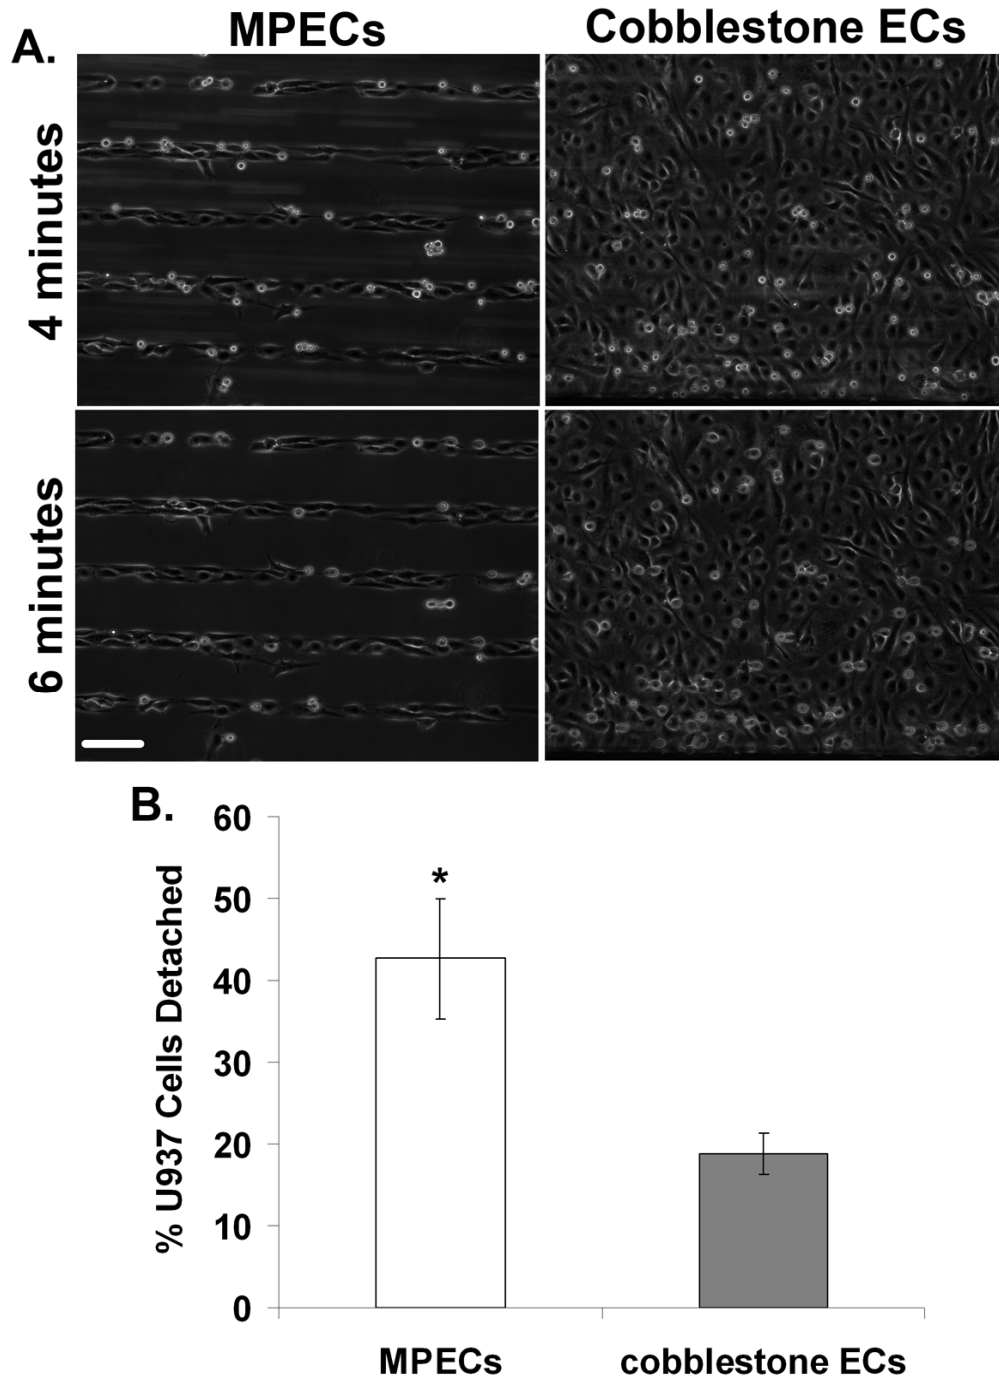 A.
MPECs
Cobblestone ECs
4 minutes
6 minutes
B.
% U937 Cells Detached
60
50
40
30
20
10
0
*
MPECs
cobblestone ECs